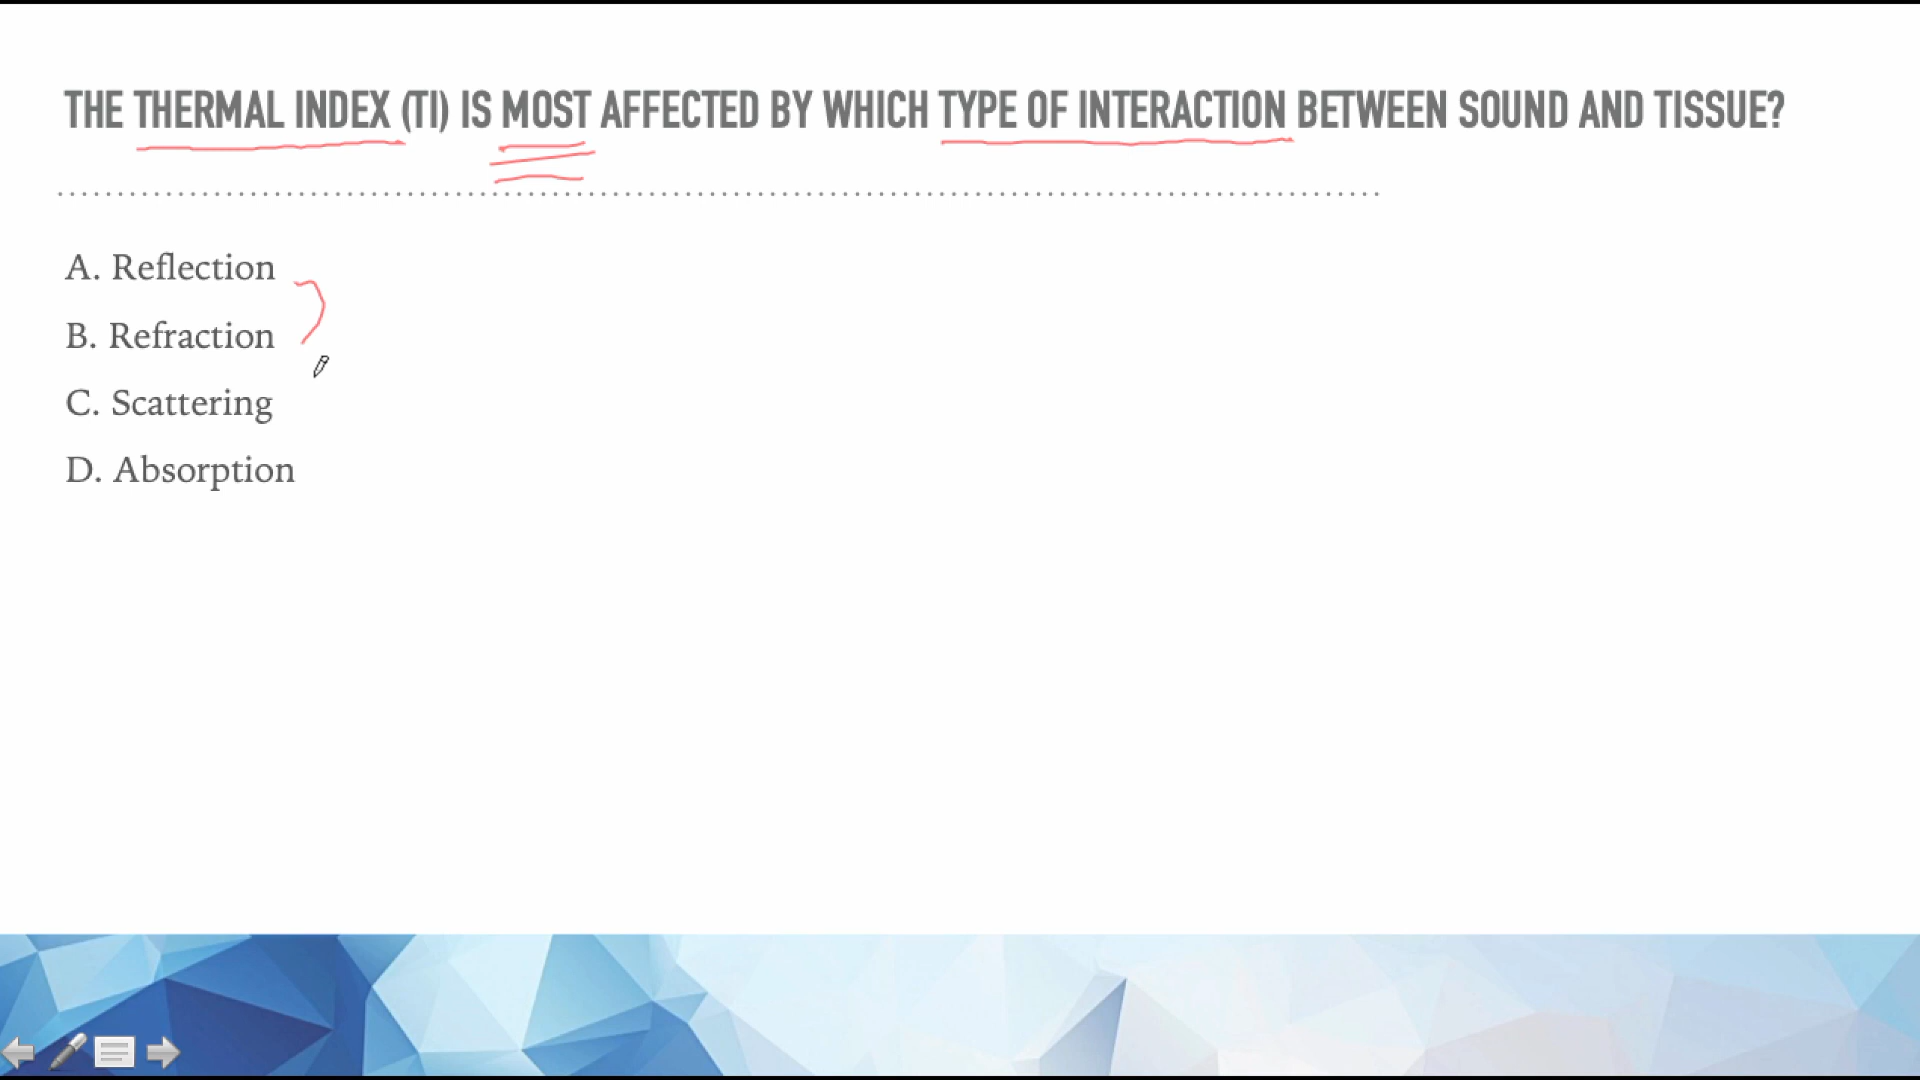 THE THERMAL INDEX (TI) IS MOST AFFECTED BY WHICH TYPE OF INTERACTION BETWEEN SOUND AND TISSUE?
A. Reflection
B. Refraction
C. Scattering
D. Absorption